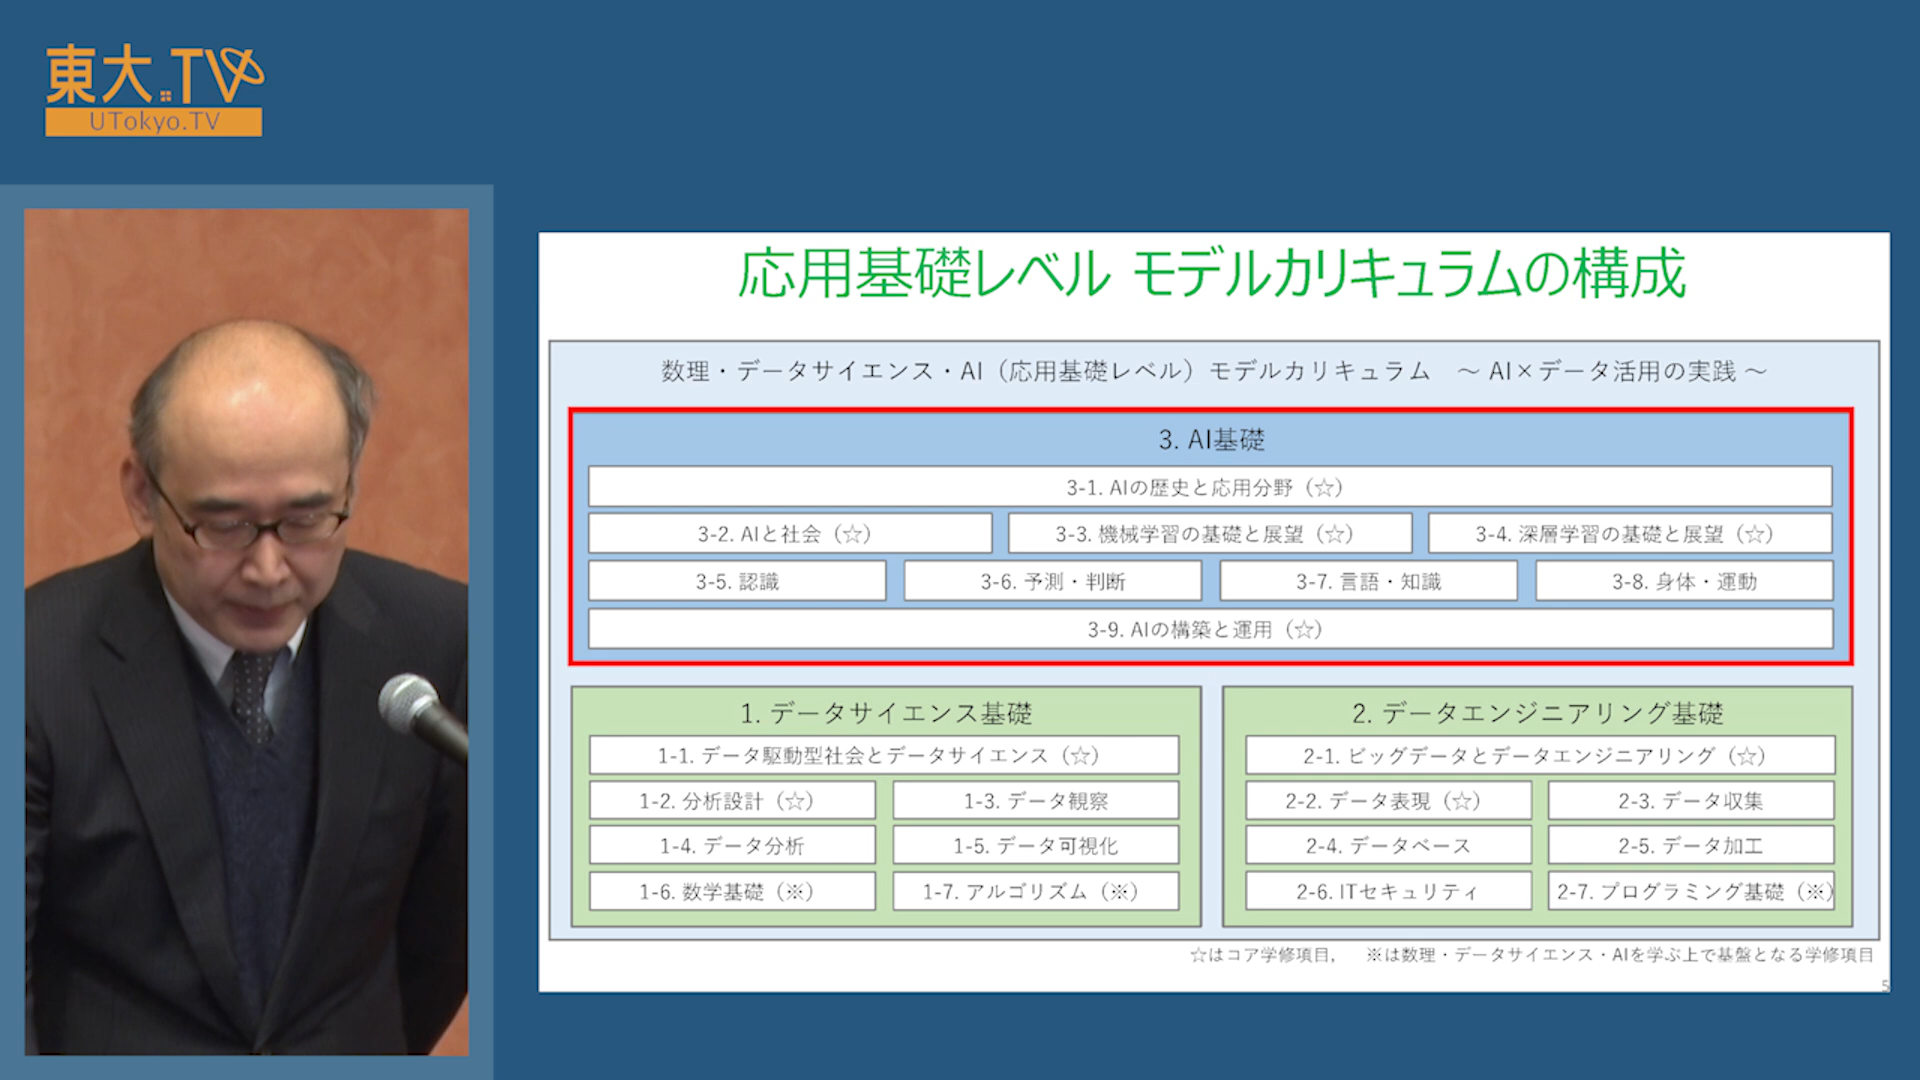 東大.TV
UTokyo.TV
応用基礎レベル モデルカリキュラムの構成
数理・データサイエンス・AI（応用基礎レベル）モデルカリキュラム ～ AI×データ活用の実践 ～
3. AI基礎
3-1. AIの歴史と応用分野（☆）
3-2. AIと社会（☆）
3-3. 機械学習の基礎と展望（☆）
3-4. 深層学習の基礎と展望（☆）
3-5. 認識
3-6. 予測・判断
3-7. 言語・知識
3-8. 身体・運動
3-9. AIの構築と運用（☆）
1. データサイエンス基礎
1-1. データ駆動型社会とデータサイエンス（☆）
1-2. 分析設計（☆）
1-3. データ観察
1-4. データ分析
1-5. データ可視化
1-6. 数学基礎（※）
1-7. アルゴリズム（※）
2. データエンジニアリング基礎
2-1. ビッグデータとデータエンジニアリング（☆）
2-2. データ表現（☆）
2-3. データ収集
2-4. データベース
2-5. データ加工
2-6. ITセキュリティ
2-7. プログラミング基礎（※）
☆はコア学修項目, ※は数理・データサイエンス・AIを学ぶ上で基盤となる学修項目
5